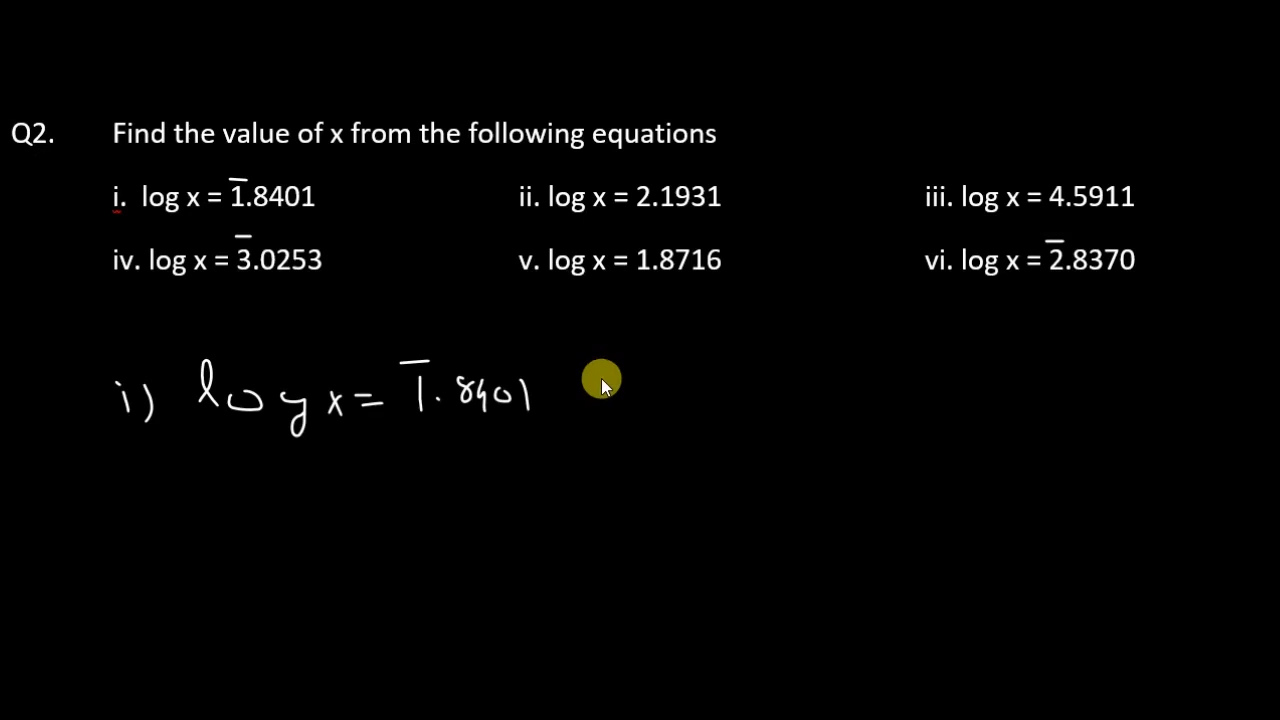 Q2. Find the value of x from the following equations
i. log x = 1̅.8401 ii. log x = 2.1931 iii. log x = 4.5911
iv. log x = 3̅.0253 v. log x = 1.8716 vi. log x = 2̅.8370
i) log x = 1̅.8401